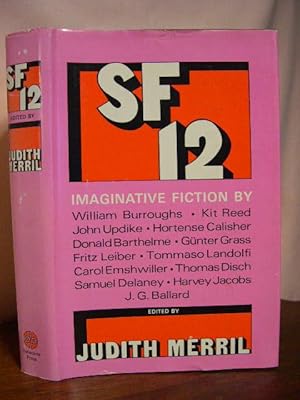 SF
12
EDITED BY
JUDITH
MERRIL
SF
12
IMAGINATIVE FICTION BY
William Burroughs · Kit Reed
John Updike · Hortense Calisher
Donald Barthelme · Günter Grass
Fritz Leiber · Tommaso Landolfi
Carol Emshwiller · Thomas Disch
Samuel Delaney · Harvey Jacobs
J. G. Ballard
EDITED BY
JUDITH MERRIL